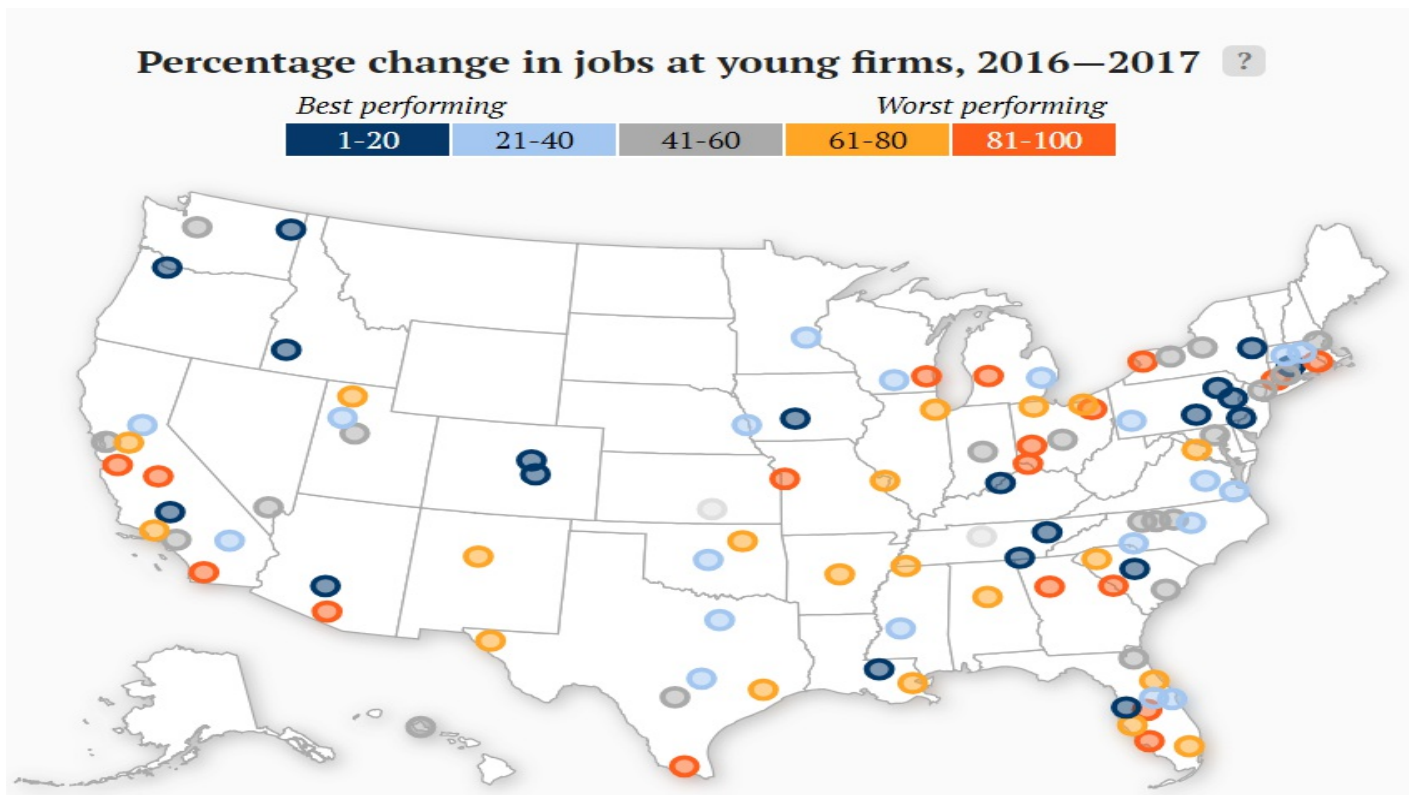 Percentage change in jobs at young firms, 2016—2017 ?
Best performing Worst performing
1-20 21-40 41-60 61-80 81-100